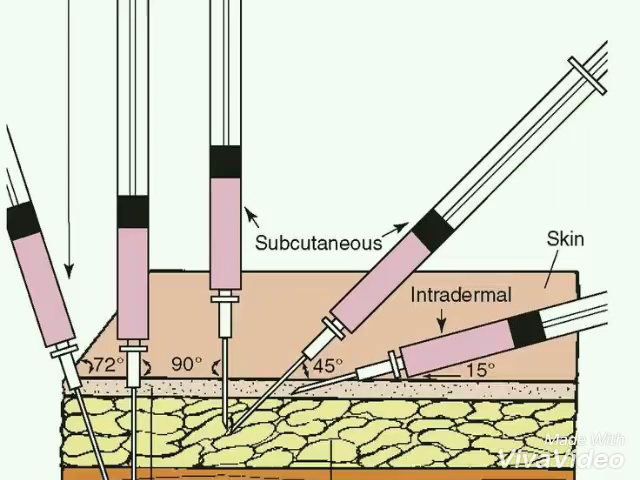 Subcutaneous
Skin
Intradermal
72°
90°
45°
15°
Made With
VivaVideo